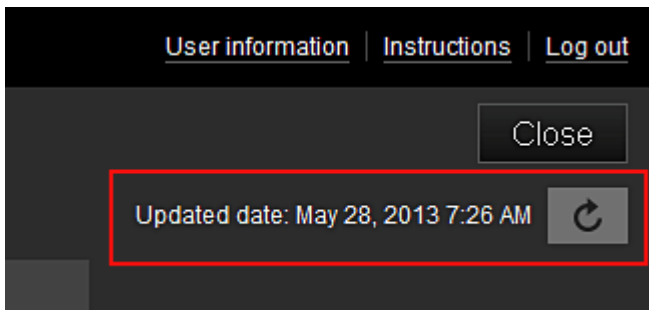 User information Instructions Log out
Close
Updated date: May 28, 2013 7:26 AM